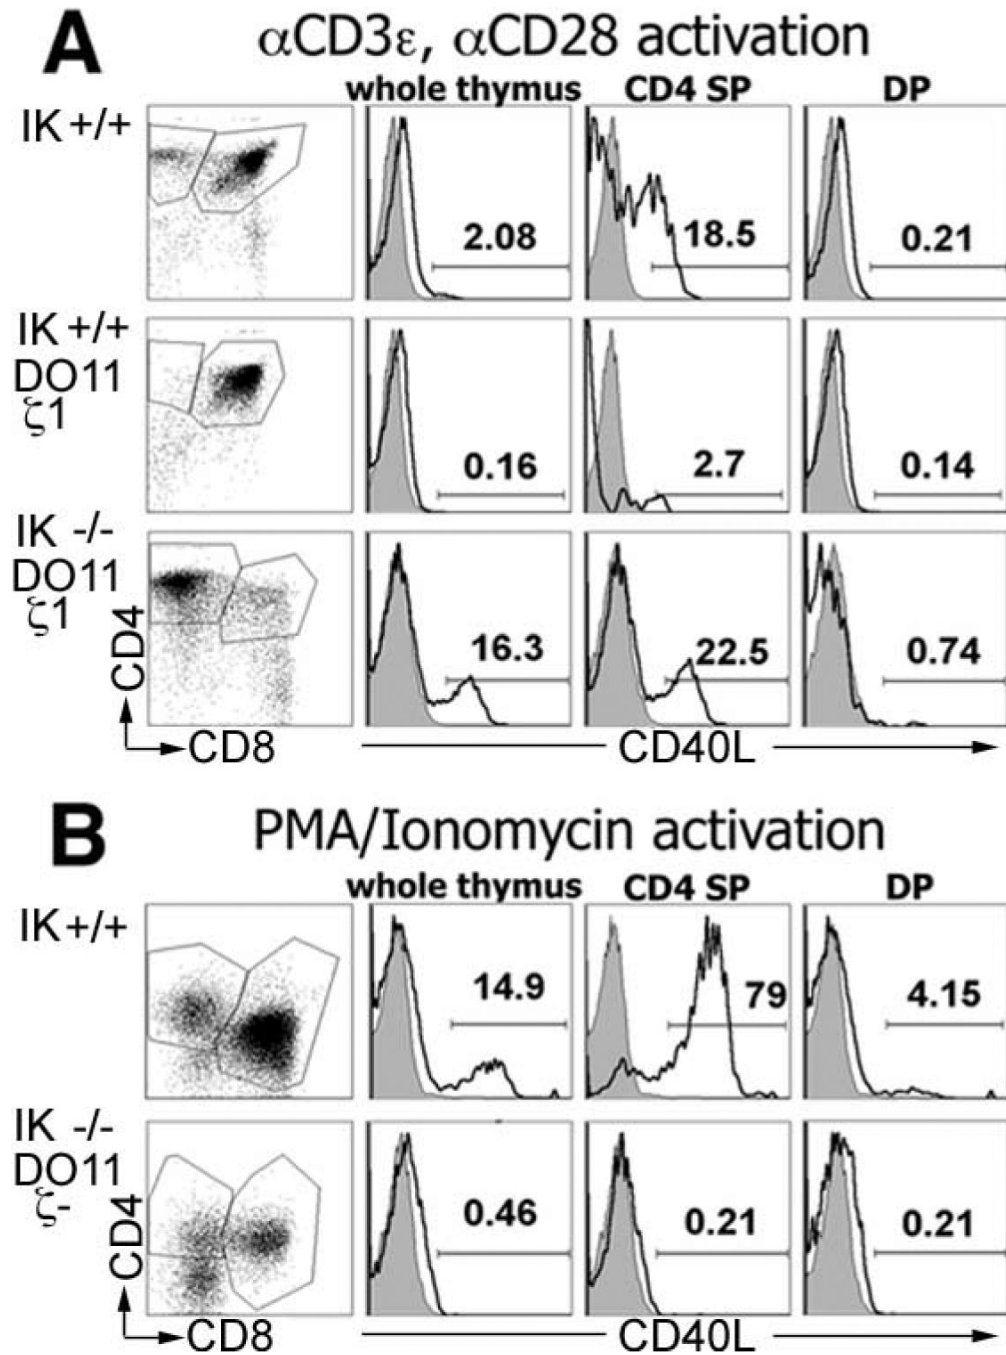 A αCD3ε, αCD28 activation
whole thymus CD4 SP DP
IK +/+
2.08 18.5 0.21
IK +/+
DO11
ζ1
0.16 2.7 0.14
IK -/-
DO11
ζ1
16.3 22.5 0.74
CD4
CD8 CD40L
B PMA/Ionomycin activation
whole thymus CD4 SP DP
IK +/+
14.9 79 4.15
IK -/-
DO11
ζ-
0.46 0.21 0.21
CD4
CD8 CD40L